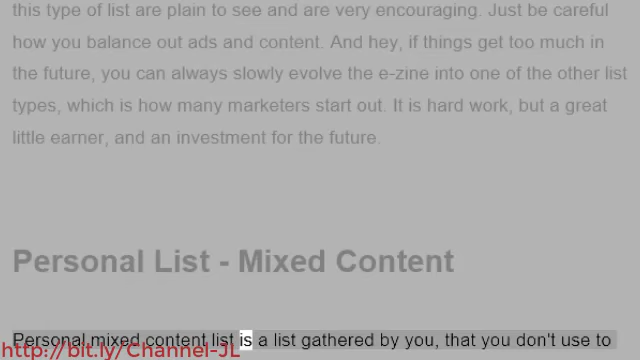 this type of list are plain to see and are very encouraging. Just be careful
how you balance out ads and content. And hey, if things get too much in
the future, you can always slowly evolve the e-zine into one of the other list
types, which is how many marketers start out. It is hard work, but a great
little earner, and an investment for the future.
Personal List - Mixed Content
Personal mixed content list is a list gathered by you, that you don't use to
http://bit.ly/Channel-JL